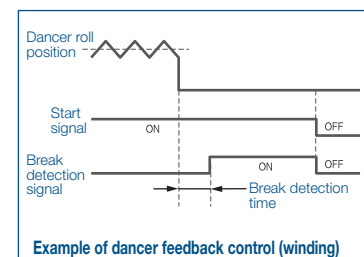 Dancer roll
position
Start
signal
ON
OFF
Break
detection
signal
ON
OFF
Break detection
time
Example of dancer feedback control (winding)